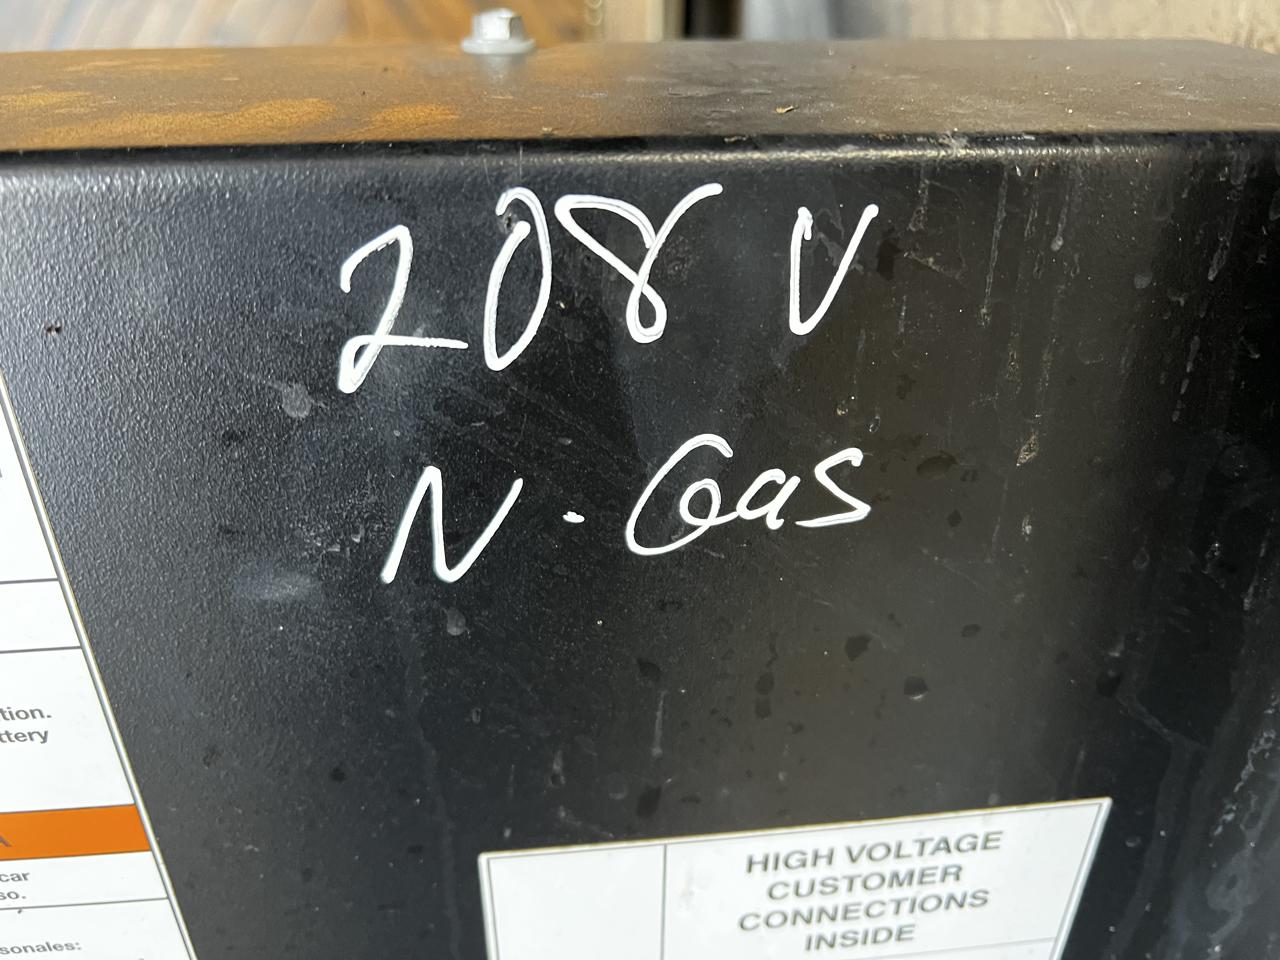 208 V
N. Gas
tion.
ttery
A
car
so.
sonales:
HIGH VOLTAGE
CUSTOMER
CONNECTIONS
INSIDE